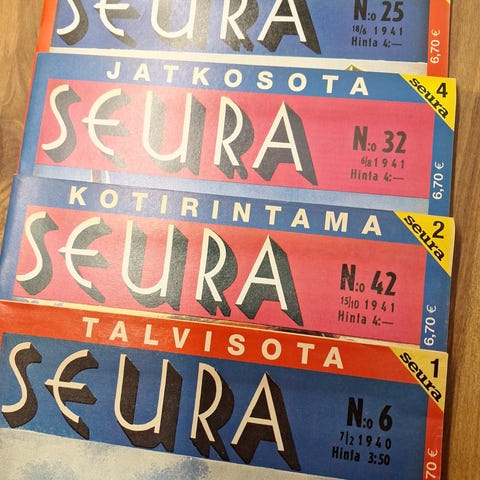 SEURA
N:o 25
18/6 1941
Hinta 4:—
6,70 €
JATKOSOTA
4
seura
SEURA
N:o 32
6/8 1941
Hinta 4:—
6,70 €
KOTIRINTAMA
2
seura
SEURA
N:o 42
15/10 1941
Hinta 4:—
6,70 €
TALVISOTA
1
seura
SEURA
N:o 6
7/2 1940
Hinta 3:50
70 €